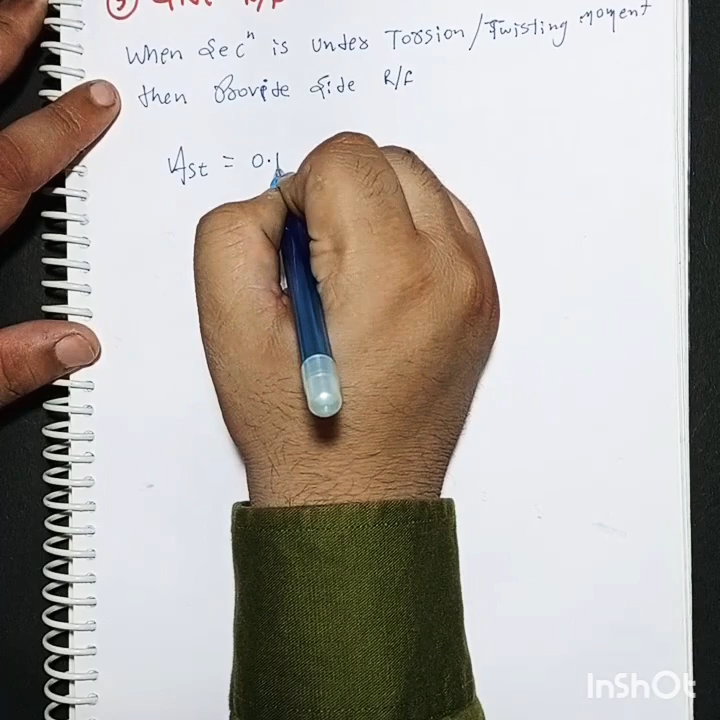 When Secⁿ is under Torsion/Twisting Moment
then Provide Side R/F
Ast = 0.1
InShOt